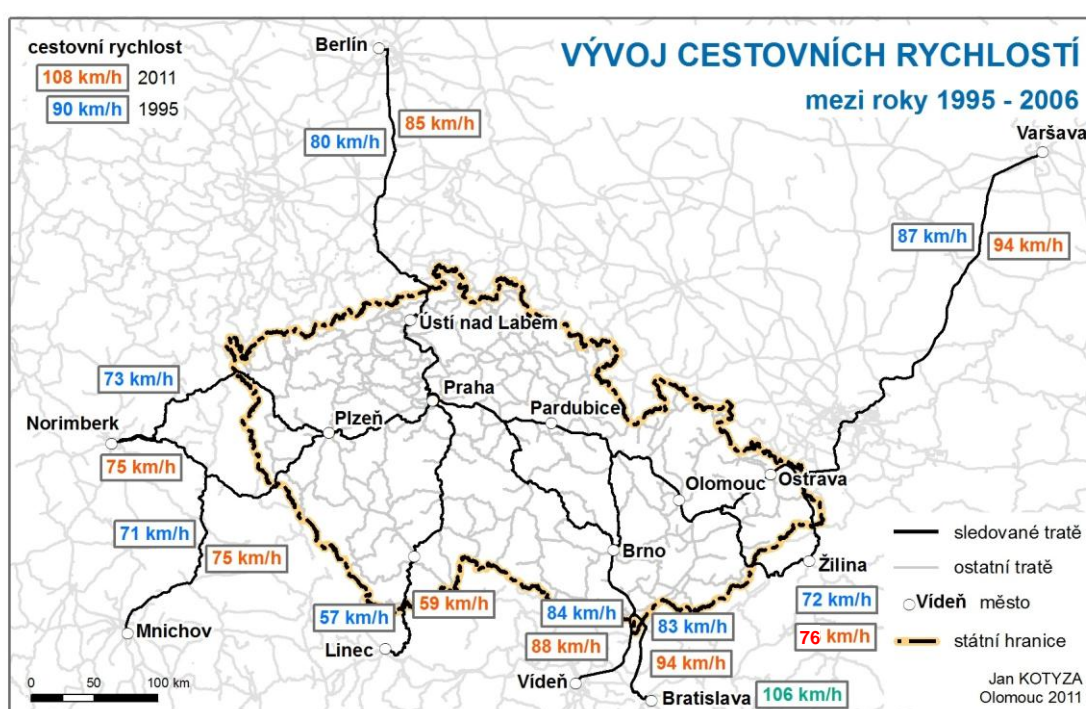 VÝVOJ CESTOVNÍCH RYCHLOSTÍ
mezi roky 1995 - 2006
cestovní rychlost
108 km/h 2011
90 km/h 1995
Berlín
80 km/h
85 km/h
Varšava
87 km/h
94 km/h
Ústí nad Labem
73 km/h
Praha
Pardubice
Norimberk
Plzeň
75 km/h
Olomouc
Ostrava
71 km/h
75 km/h
Brno
Žilina
57 km/h
59 km/h
84 km/h
83 km/h
72 km/h
Mnichov
Linec
88 km/h
94 km/h
76 km/h
Vídeň
Bratislava
106 km/h
sledované tratě
ostatní tratě
Vídeň město
státní hranice
0 50 100 km
Jan KOTYZA
Olomouc 2011